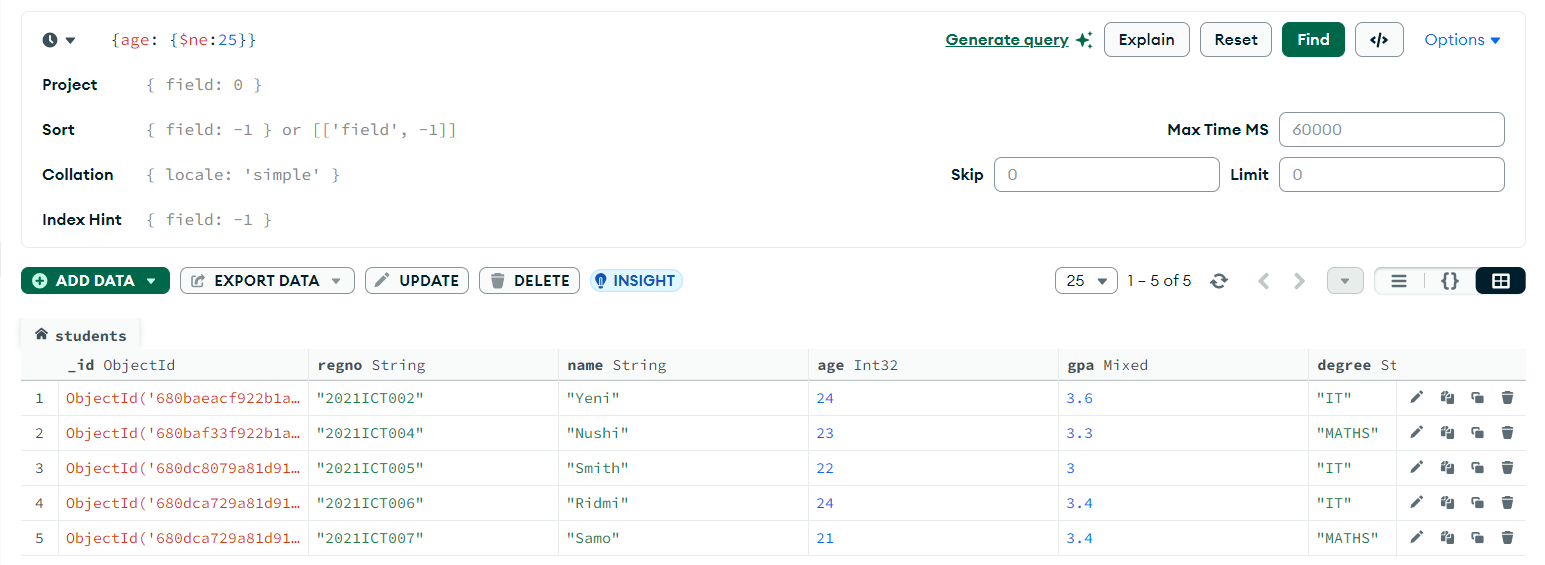 {age: {$ne:25}} Generate query Explain Reset Find </> Options
Project { field: 0 }
Sort { field: -1 } or [['field', -1]] Max Time MS 60000
Collation { locale: 'simple' } Skip 0 Limit 0
Index Hint { field: -1 }
ADD DATA EXPORT DATA UPDATE DELETE INSIGHT 25 1 – 5 of 5 {}
students
_id ObjectId regno String name String age Int32 gpa Mixed degree St
1 ObjectId('680baeacf922b1a… "2021ICT002" "Yeni" 24 3.6 "IT"
2 ObjectId('680baf33f922b1a… "2021ICT004" "Nushi" 23 3.3 "MATHS"
3 ObjectId('680dc8079a81d91… "2021ICT005" "Smith" 22 3 "IT"
4 ObjectId('680dca729a81d91… "2021ICT006" "Ridmi" 24 3.4 "IT"
5 ObjectId('680dca729a81d91… "2021ICT007" "Samo" 21 3.4 "MATHS"